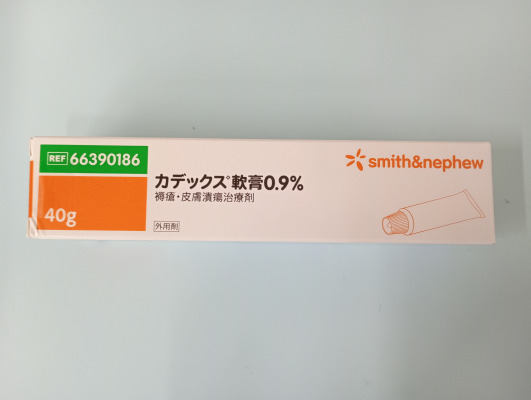 REF 66390186
smith&nephew
カデックス®軟膏0.9%
褥瘡・皮膚潰瘍治療剤
40g
外用剤